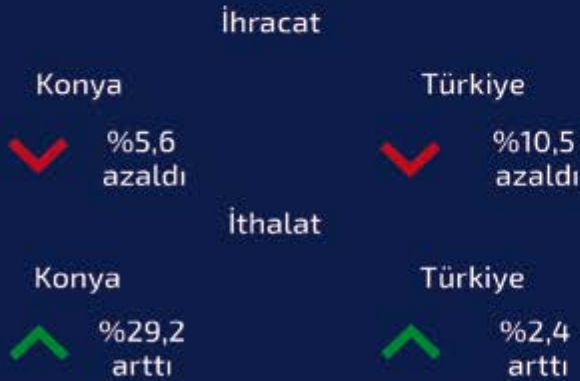 İhracat
Konya
Türkiye
%5,6
azaldı
%10,5
azaldı
İthalat
Konya
Türkiye
%29,2
arttı
%2,4
arttı